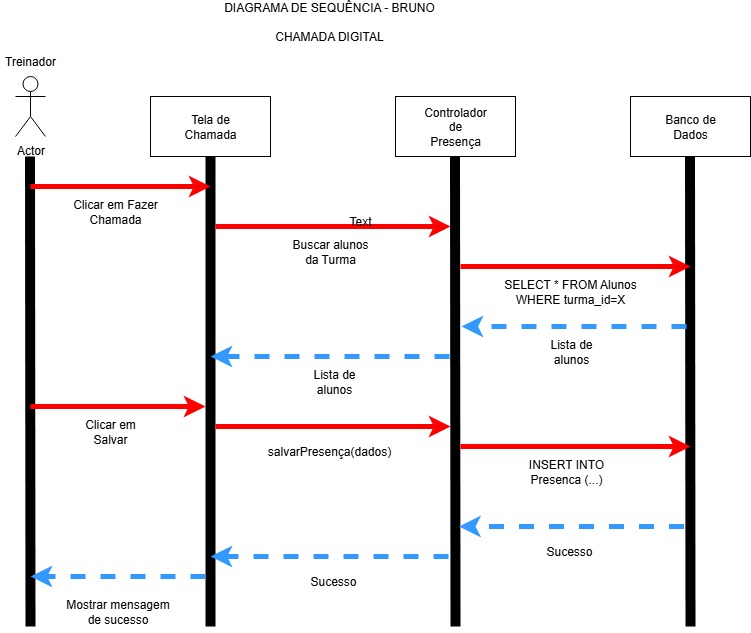 DIAGRAMA DE SEQUÊNCIA - BRUNO
CHAMADA DIGITAL
Treinador
Actor
Tela de
Chamada
Controlador
de
Presença
Banco de
Dados
Clicar em Fazer
Chamada
Text
Buscar alunos
da Turma
SELECT * FROM Alunos
WHERE turma_id=X
Lista de
alunos
Lista de
alunos
Clicar em
Salvar
salvarPresença(dados)
INSERT INTO
Presenca (...)
Sucesso
Sucesso
Mostrar mensagem
de sucesso